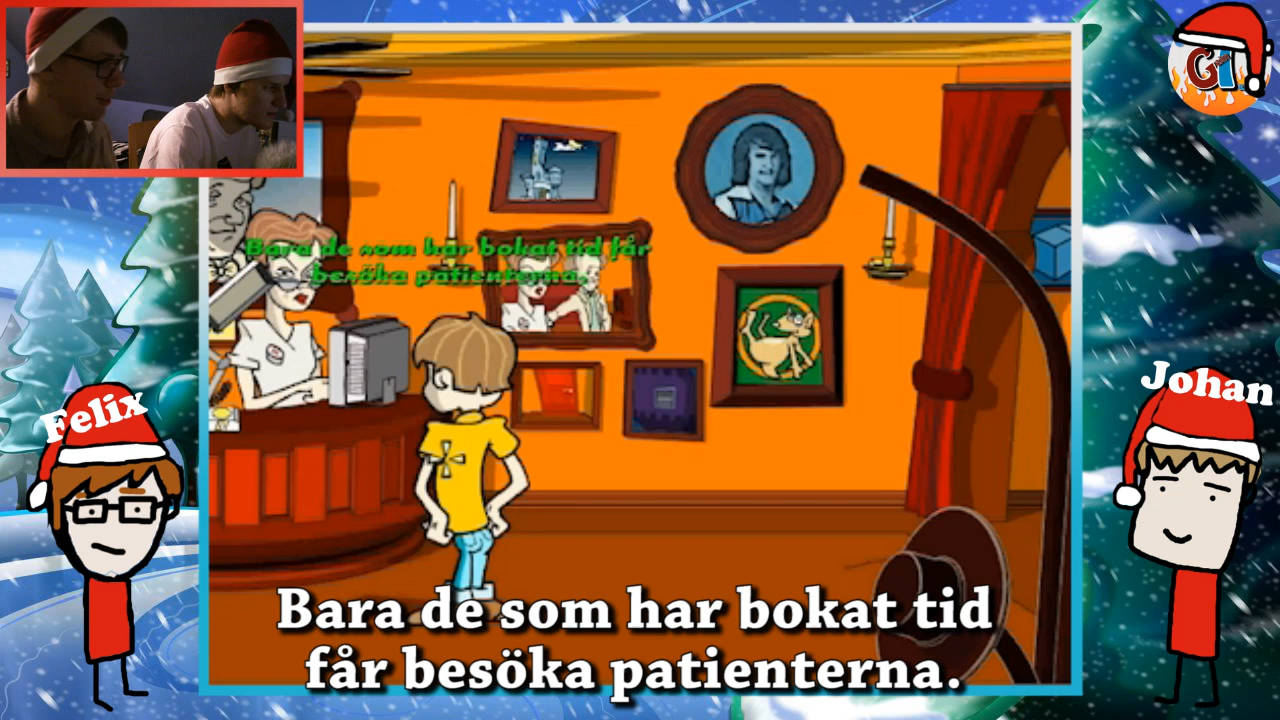 Felix
Johan
Bara de som har bokat tid får
besöka patienterna.
Bara de som har bokat tid
får besöka patienterna.